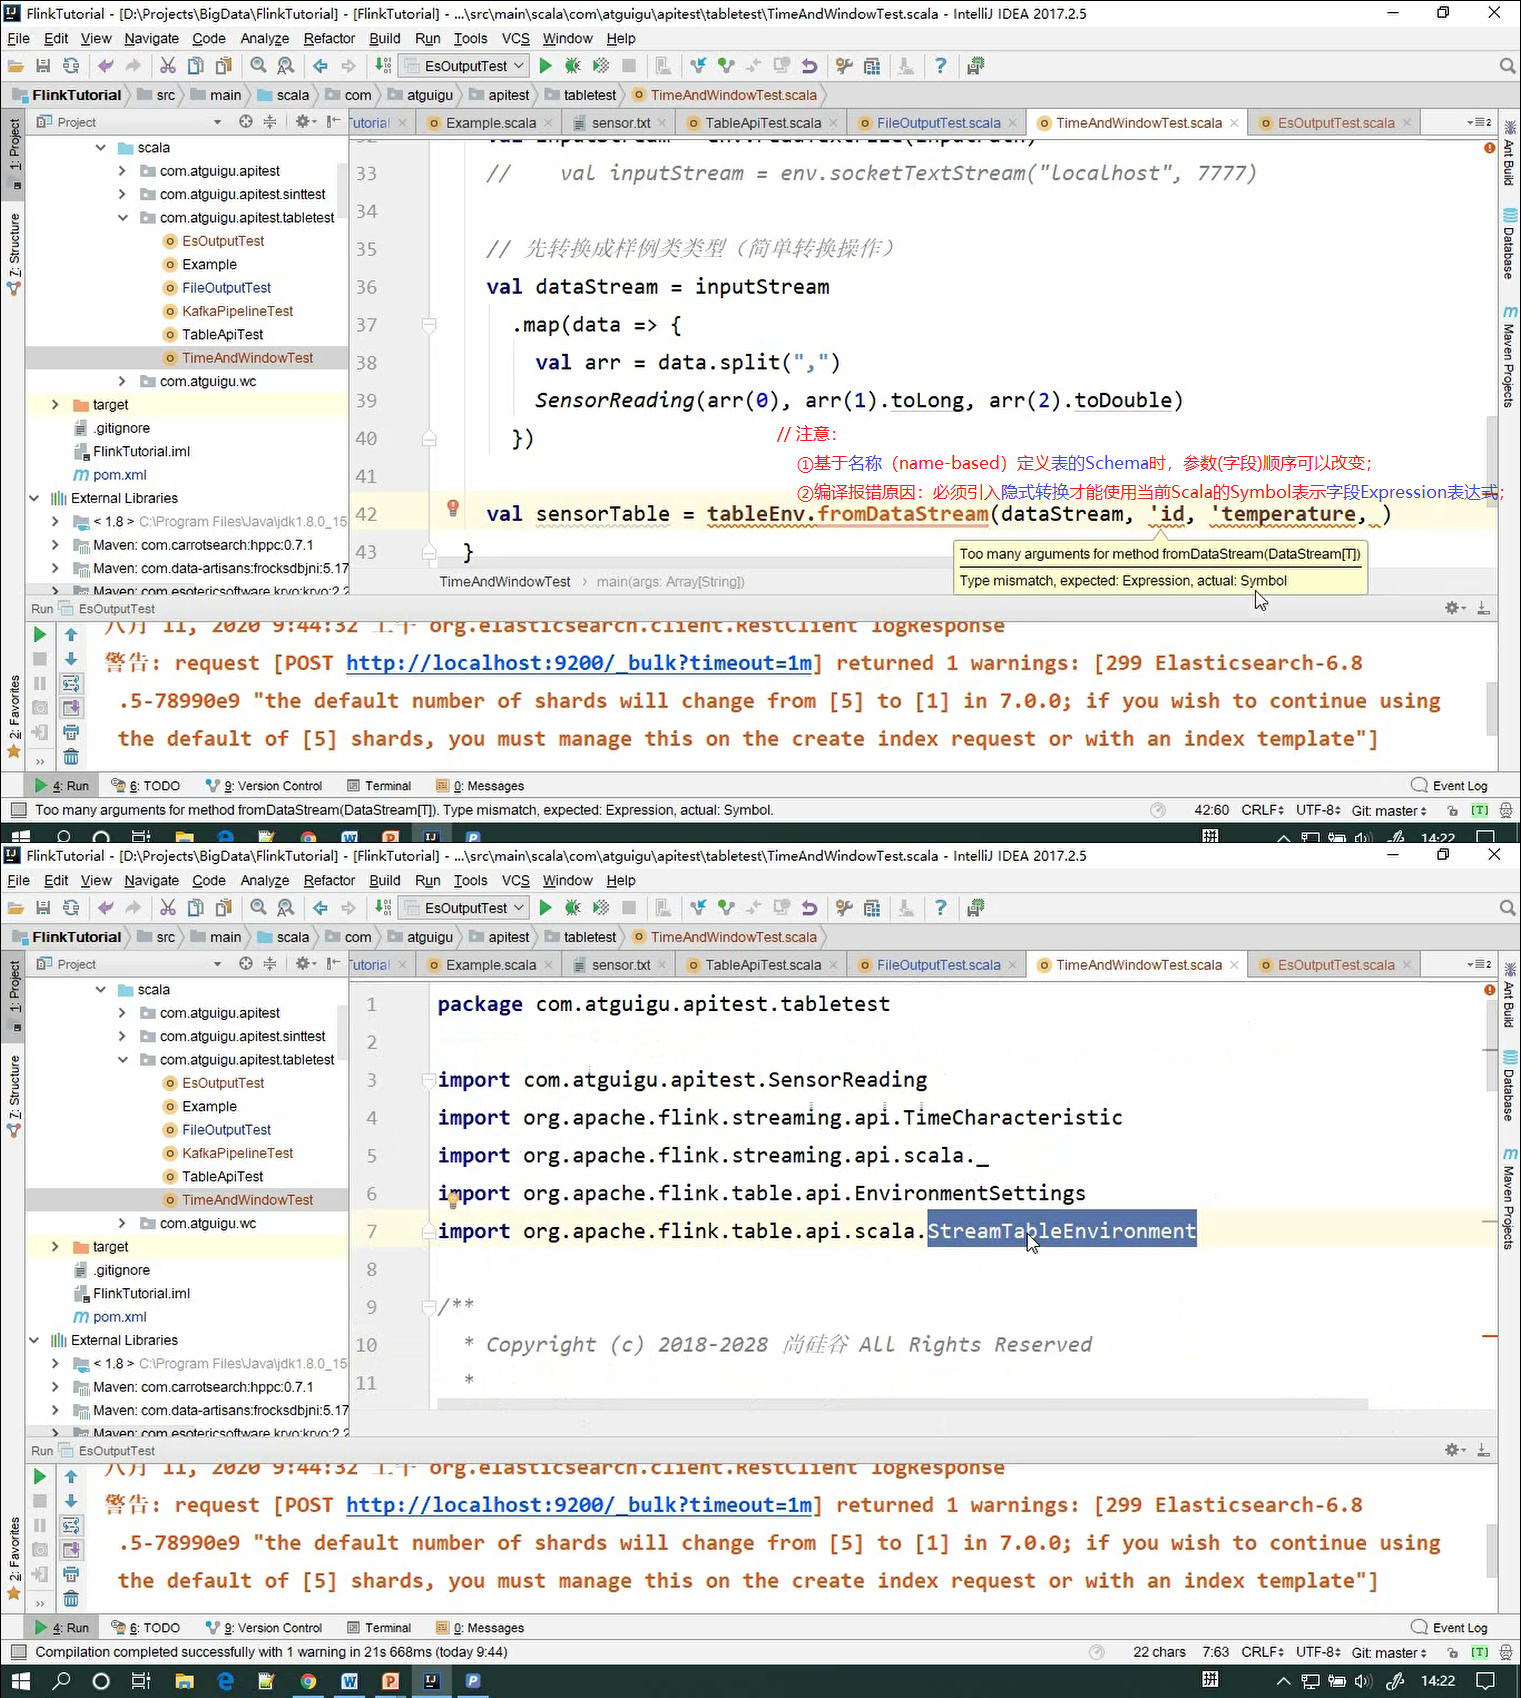 FlinkTutorial - [D:\Projects\BigData\FlinkTutorial] - [FlinkTutorial] - ...\src\main\scala\com\atguigu\apitest\tabletest\TimeAndWindowTest.scala - IntelliJ IDEA 2017.2.5
File Edit View Navigate Code Analyze Refactor Build Run Tools VCS Window Help
EsOutputTest
FlinkTutorial src main scala com atguigu apitest tabletest TimeAndWindowTest.scala
Project utorial Example.scala sensor.txt TableApiTest.scala FileOutputTest.scala TimeAndWindowTest.scala EsOutputTest.scala
1: Project
7: Structure
2: Favorites
scala
com.atguigu.apitest
com.atguigu.apitest.sinttest
com.atguigu.apitest.tabletest
EsOutputTest
Example
FileOutputTest
KafkaPipelineTest
TableApiTest
TimeAndWindowTest
com.atguigu.wc
target
.gitignore
FlinkTutorial.iml
pom.xml
External Libraries
< 1.8 > C:\Program Files\Java\jdk1.8.0_15
Maven: com.carrotsearch:hppc:0.7.1
Maven: com.data-artisans:frocksdbjni:5.17
Maven: com.esotericsoftware.kryo:kryo:2.2
32 val inputStream = env.readTextFile(inputPath)
33 // val inputStream = env.socketTextStream("localhost", 7777)
34
35 // 先转换成样例类类型（简单转换操作）
36 val dataStream = inputStream
37 .map(data => {
38 val arr = data.split(",")
39 SensorReading(arr(0), arr(1).toLong, arr(2).toDouble)
40 })
// 注意：
41 ①基于名称（name-based）定义表的Schema时，参数(字段)顺序可以改变；
②编译报错原因：必须引入隐式转换才能使用当前Scala的Symbol表示字段Expression表达式；
42 val sensorTable = tableEnv.fromDataStream(dataStream, 'id, 'temperature, )
43 }
Too many arguments for method fromDataStream(DataStream[T])
Type mismatch, expected: Expression, actual: Symbol
TimeAndWindowTest main(args: Array[String])
Ant Build
Database
Maven Projects
Run EsOutputTest
八月 11, 2020 9:44:32 上午 org.elasticsearch.client.RestClient logResponse
警告: request [POST http://localhost:9200/_bulk?timeout=1m] returned 1 warnings: [299 Elasticsearch-6.8
.5-78990e9 "the default number of shards will change from [5] to [1] in 7.0.0; if you wish to continue using
the default of [5] shards, you must manage this on the create index request or with an index template"]
4: Run 6: TODO 9: Version Control Terminal 0: Messages Event Log
Too many arguments for method fromDataStream(DataStream[T]). Type mismatch, expected: Expression, actual: Symbol. 42:60 CRLF UTF-8 Git: master [T]
拼 14:22
FlinkTutorial - [D:\Projects\BigData\FlinkTutorial] - [FlinkTutorial] - ...\src\main\scala\com\atguigu\apitest\tabletest\TimeAndWindowTest.scala - IntelliJ IDEA 2017.2.5
File Edit View Navigate Code Analyze Refactor Build Run Tools VCS Window Help
EsOutputTest
FlinkTutorial src main scala com atguigu apitest tabletest TimeAndWindowTest.scala
Project utorial Example.scala sensor.txt TableApiTest.scala FileOutputTest.scala TimeAndWindowTest.scala EsOutputTest.scala
1: Project
7: Structure
2: Favorites
scala
com.atguigu.apitest
com.atguigu.apitest.sinttest
com.atguigu.apitest.tabletest
EsOutputTest
Example
FileOutputTest
KafkaPipelineTest
TableApiTest
TimeAndWindowTest
com.atguigu.wc
target
.gitignore
FlinkTutorial.iml
pom.xml
External Libraries
< 1.8 > C:\Program Files\Java\jdk1.8.0_15
Maven: com.carrotsearch:hppc:0.7.1
Maven: com.data-artisans:frocksdbjni:5.17
Maven: com.esotericsoftware.kryo:kryo:2.2
1 package com.atguigu.apitest.tabletest
2
3 import com.atguigu.apitest.SensorReading
4 import org.apache.flink.streaming.api.TimeCharacteristic
5 import org.apache.flink.streaming.api.scala._
6 import org.apache.flink.table.api.EnvironmentSettings
7 import org.apache.flink.table.api.scala.StreamTableEnvironment
8
9 /**
10 * Copyright (c) 2018-2028 尚硅谷 All Rights Reserved
11 *
Ant Build
Database
Maven Projects
Run EsOutputTest
八月 11, 2020 9:44:32 上午 org.elasticsearch.client.RestClient logResponse
警告: request [POST http://localhost:9200/_bulk?timeout=1m] returned 1 warnings: [299 Elasticsearch-6.8
.5-78990e9 "the default number of shards will change from [5] to [1] in 7.0.0; if you wish to continue using
the default of [5] shards, you must manage this on the create index request or with an index template"]
4: Run 6: TODO 9: Version Control Terminal 0: Messages Event Log
Compilation completed successfully with 1 warning in 21s 668ms (today 9:44) 22 chars 7:63 CRLF UTF-8 Git: master [T]
拼 14:22